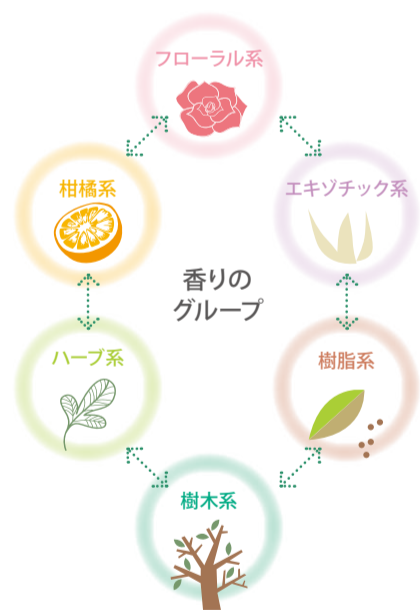 フローラル系
柑橘系
エキゾチック系
香りの
グループ
ハーブ系
樹脂系
樹木系